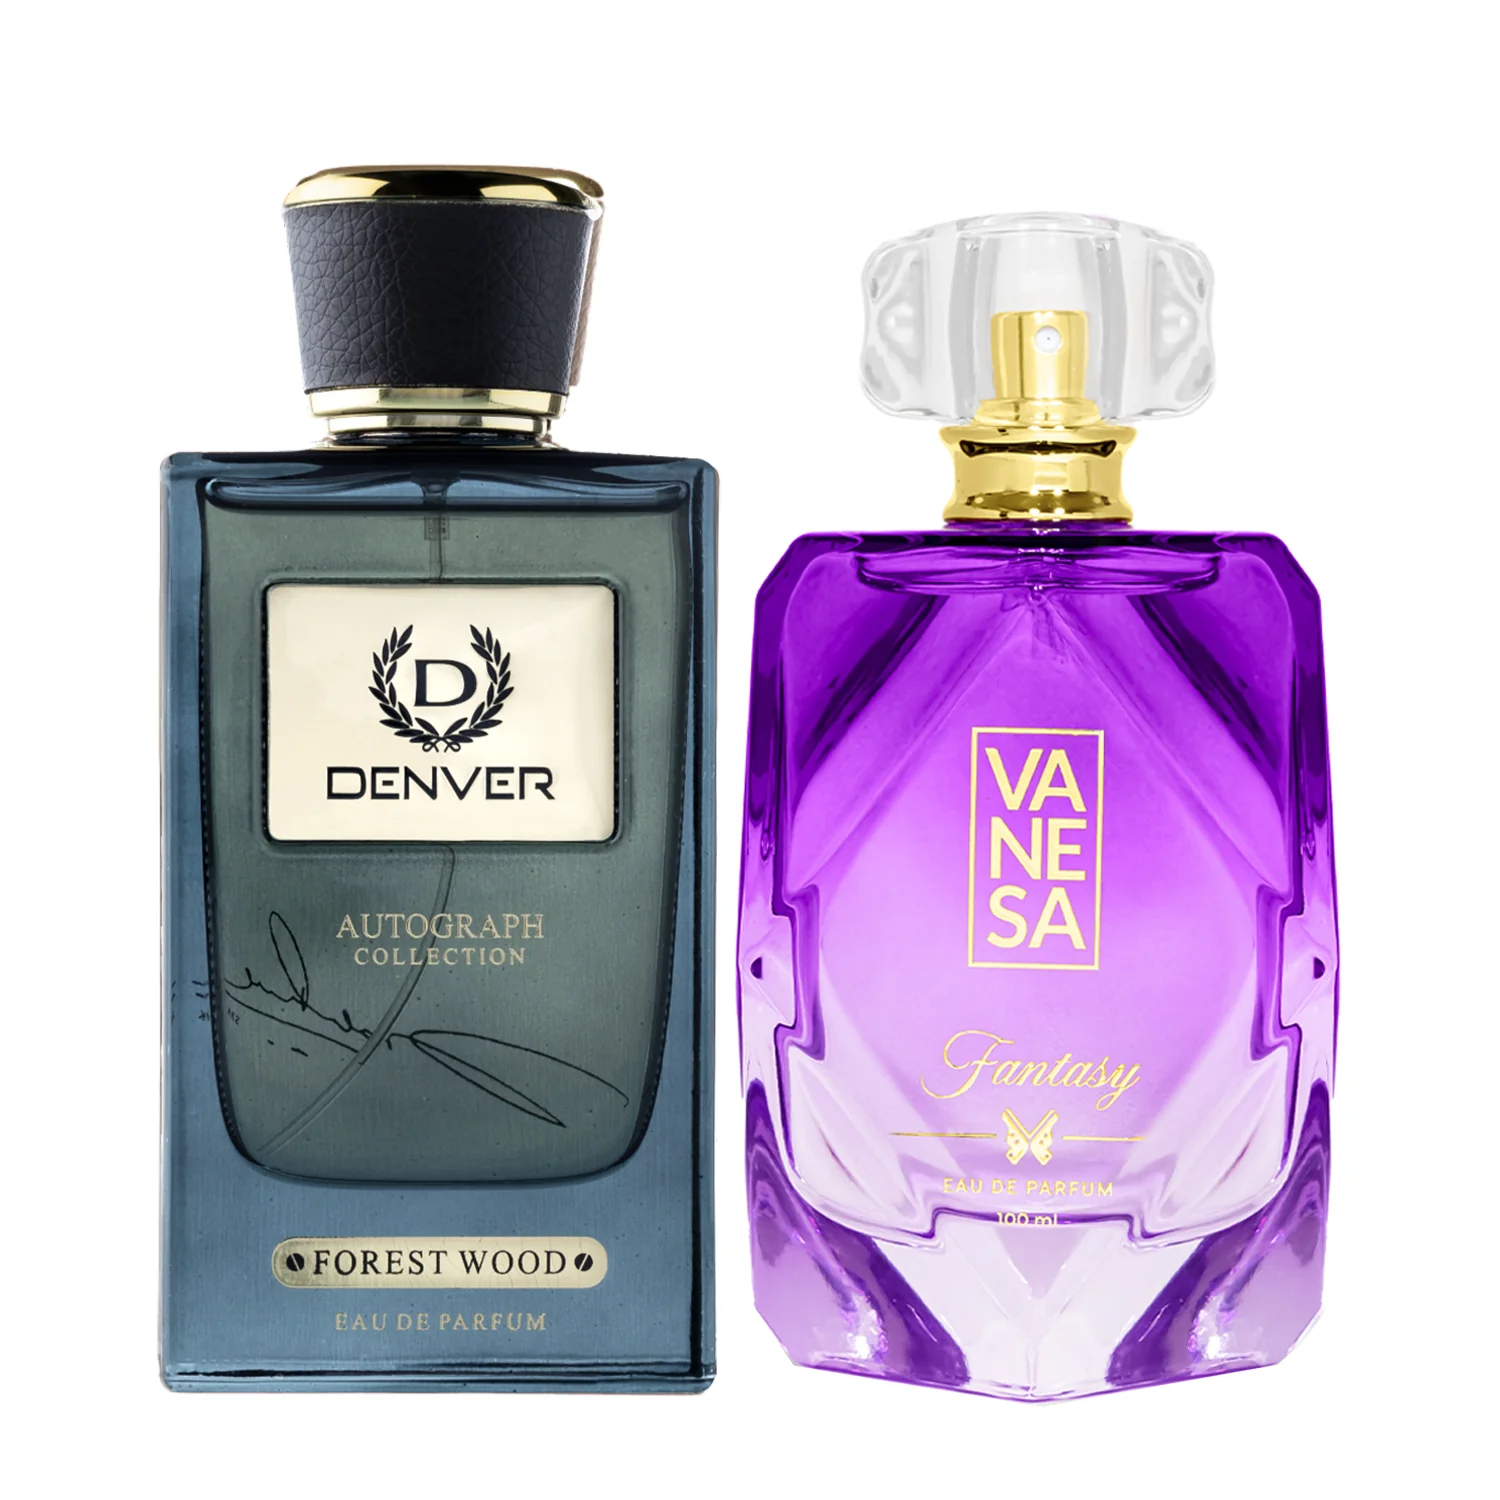 D
DENVER
AUTOGRAPH
COLLECTION
FOREST WOOD
EAU DE PARFUM
VA
NE
SA
Fantasy
EAU DE PARFUM
100 ml